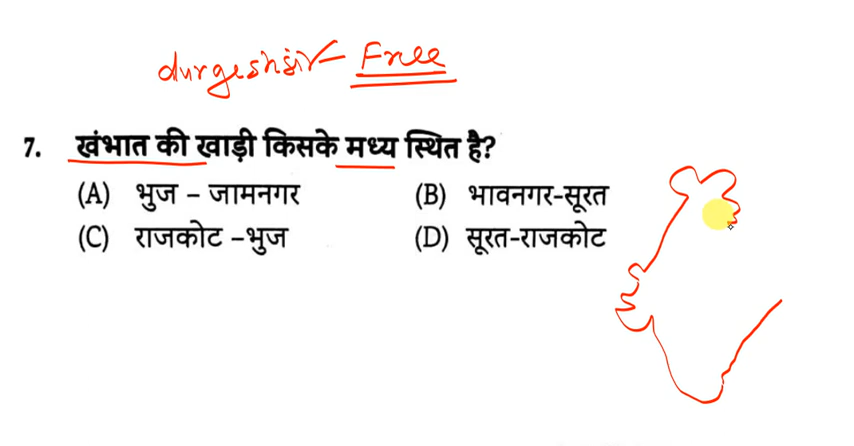 durgeshsir Free
7. खंभात की खाड़ी किसके मध्य स्थित है?
(A) भुज – जामनगर (B) भावनगर-सूरत
(C) राजकोट –भुज (D) सूरत-राजकोट